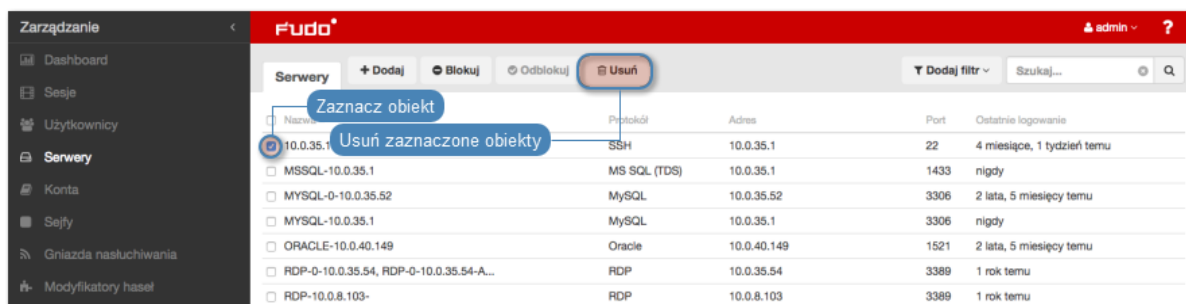 Zarządzanie <
FUDO
admin ?
Dashboard
Sesje
Użytkownicy
Serwery
Konta
Sejfy
Gniazda nasłuchiwania
Modyfikatory haseł
Serwery + Dodaj Blokuj Odblokuj Usuń Dodaj filtr Szukaj...
Zaznacz obiekt
Usuń zaznaczone obiekty
Protokół Adres Port Ostatnie logowanie
SSH 10.0.35.1 22 4 miesiące, 1 tydzień temu
MSSQL-10.0.35.1 MS SQL (TDS) 10.0.35.1 1433 nigdy
MYSQL-0-10.0.35.52 MySQL 10.0.35.52 3306 2 lata, 5 miesięcy temu
MYSQL-10.0.35.1 MySQL 10.0.35.1 3306 nigdy
ORACLE-10.0.40.149 Oracle 10.0.40.149 1521 2 lata, 5 miesięcy temu
RDP-0-10.0.35.54, RDP-0-10.0.35.54-A... RDP 10.0.35.54 3389 1 rok temu
RDP-10.0.8.103- RDP 10.0.8.103 3389 1 rok temu